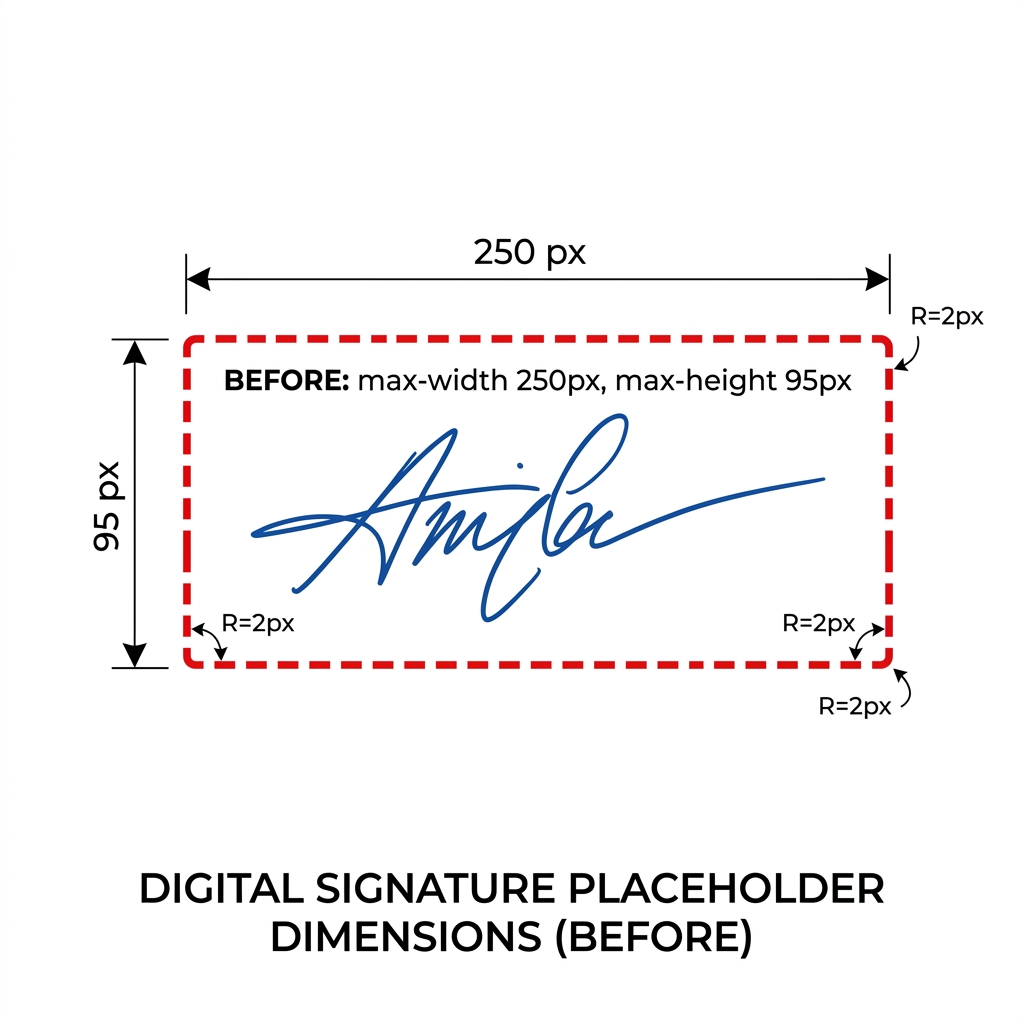 250 px
R=2px
BEFORE: max-width 250px, max-height 95px
95 px
R=2px
R=2px
R=2px
DIGITAL SIGNATURE PLACEHOLDER
DIMENSIONS (BEFORE)